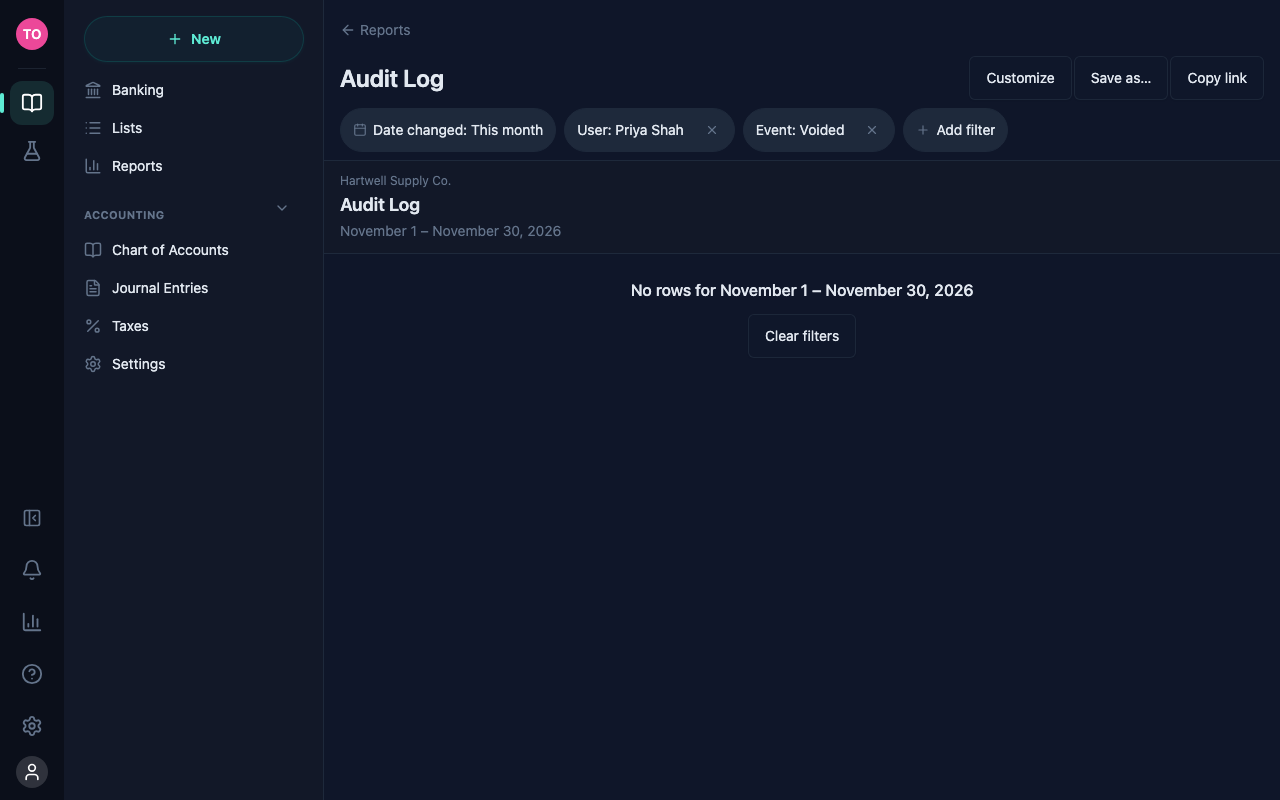 TO
New
Banking
Lists
Reports
ACCOUNTING
Chart of Accounts
Journal Entries
Taxes
Settings
Reports
Audit Log
Customize
Save as...
Copy link
Date changed: This month
User: Priya Shah
Event: Voided
Add filter
Hartwell Supply Co.
Audit Log
November 1 – November 30, 2026
No rows for November 1 – November 30, 2026
Clear filters